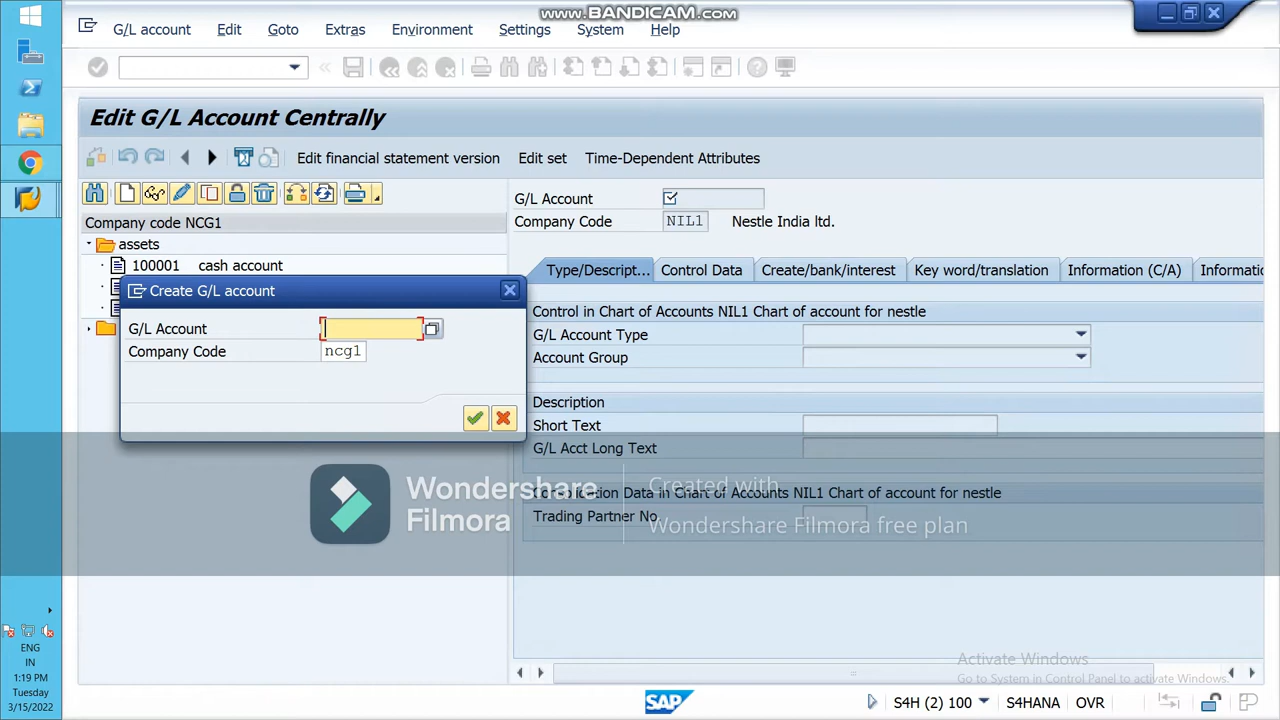 www.BANDICAM.com
G/L account Edit Goto Extras Environment Settings System Help
Edit G/L Account Centrally
Edit financial statement version Edit set Time-Dependent Attributes
Company code NCG1
assets
100001 cash account
G/L Account
Company Code NIL1 Nestle India ltd.
Type/Descript... Control Data Create/bank/interest Key word/translation Information (C/A) Informatio
Control in Chart of Accounts NIL1 Chart of account for nestle
G/L Account Type
Account Group
Description
Short Text
G/L Acct Long Text
Consolidation Data in Chart of Accounts NIL1 Chart of account for nestle
Trading Partner No.
Create G/L account
G/L Account
Company Code ncg1
Wondershare
Filmora
Created with
Wondershare Filmora free plan
Activate Windows
Go to System in Control Panel to activate Windows.
ENG
IN
1:19 PM
Tuesday
3/15/2022
SAP
S4H (2) 100 S4HANA OVR